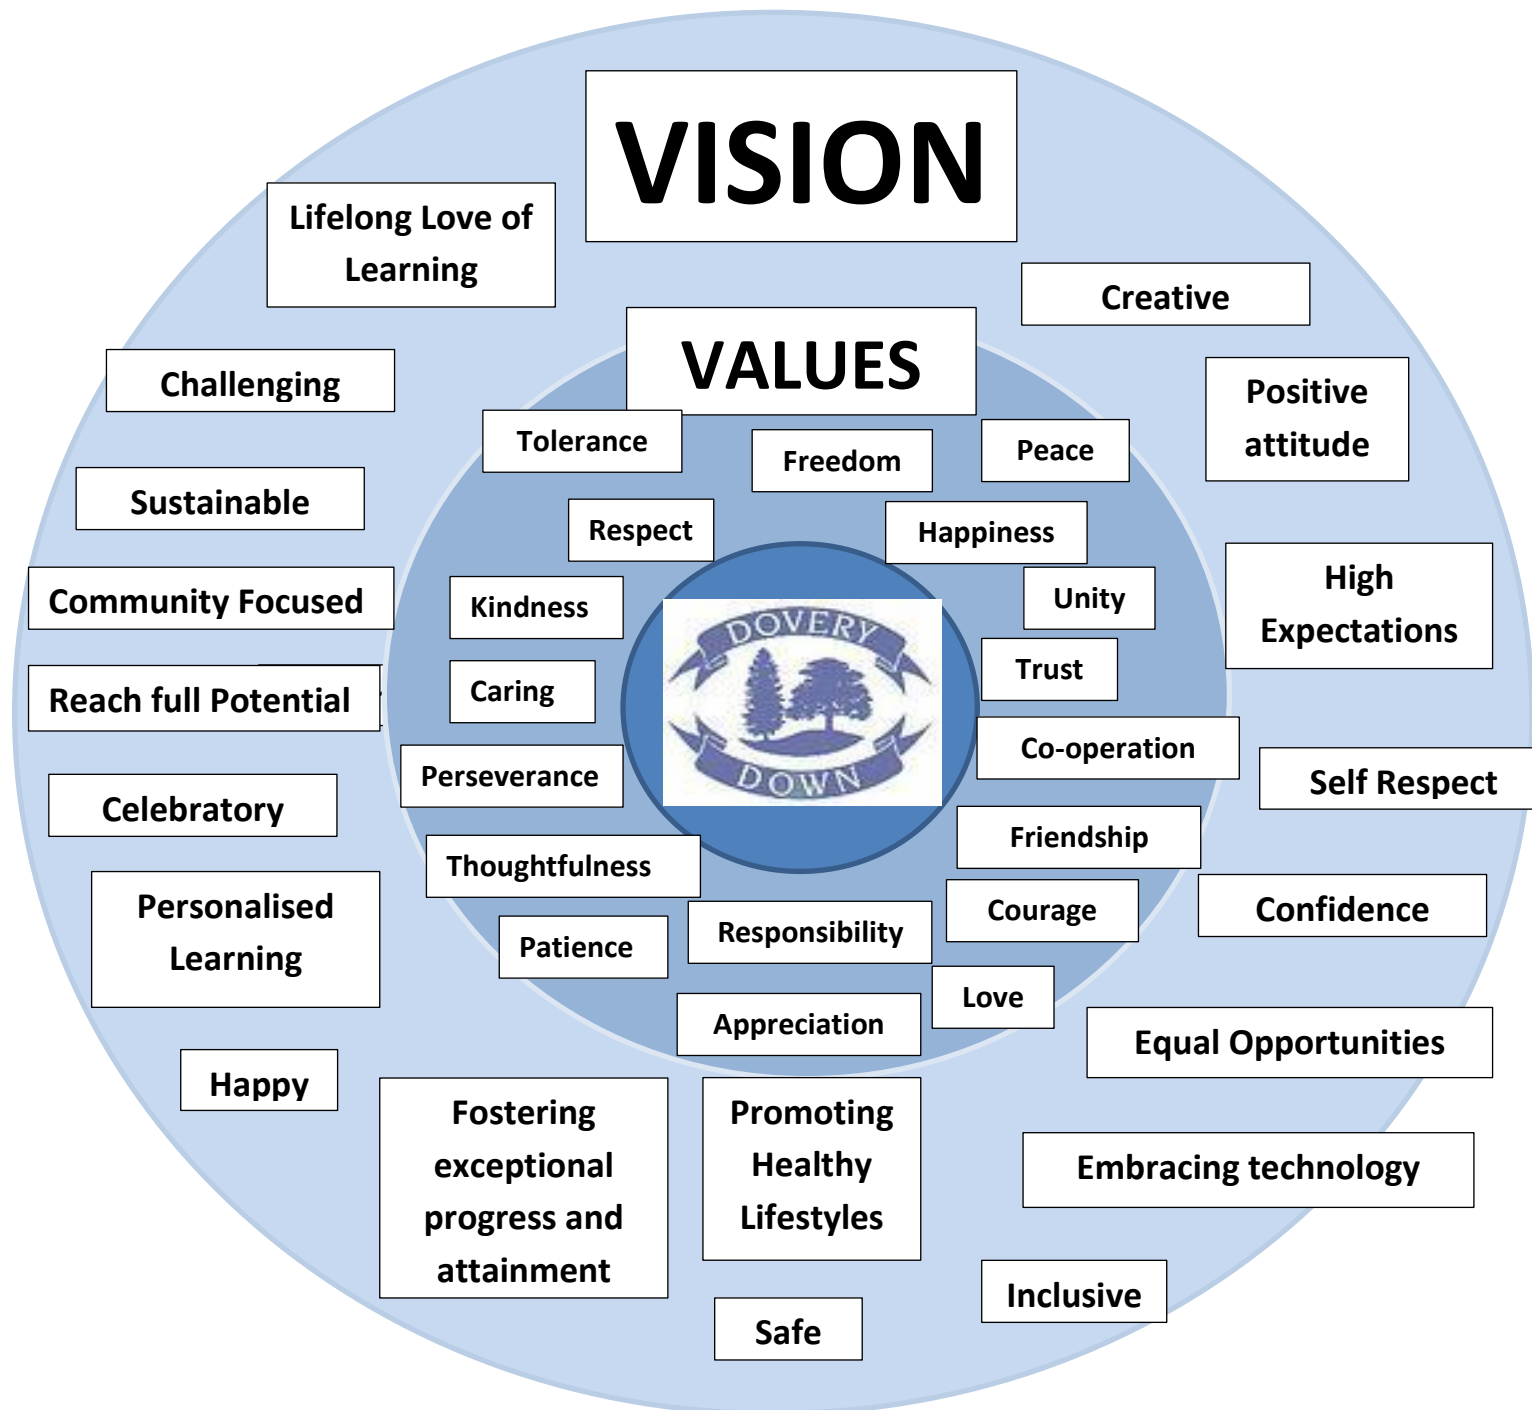 VISION
Lifelong Love of
Learning
Creative
VALUES
Challenging
Positive
attitude
Tolerance
Freedom
Peace
Sustainable
Respect
Happiness
High
Expectations
Community Focused
Kindness
Unity
DOVERY
DOWN
Trust
Reach full Potential
Caring
Co-operation
Perseverance
Self Respect
Celebratory
Friendship
Thoughtfulness
Personalised
Learning
Courage
Confidence
Responsibility
Patience
Love
Appreciation
Equal Opportunities
Happy
Fostering
exceptional
progress and
attainment
Promoting
Healthy
Lifestyles
Embracing technology
Inclusive
Safe